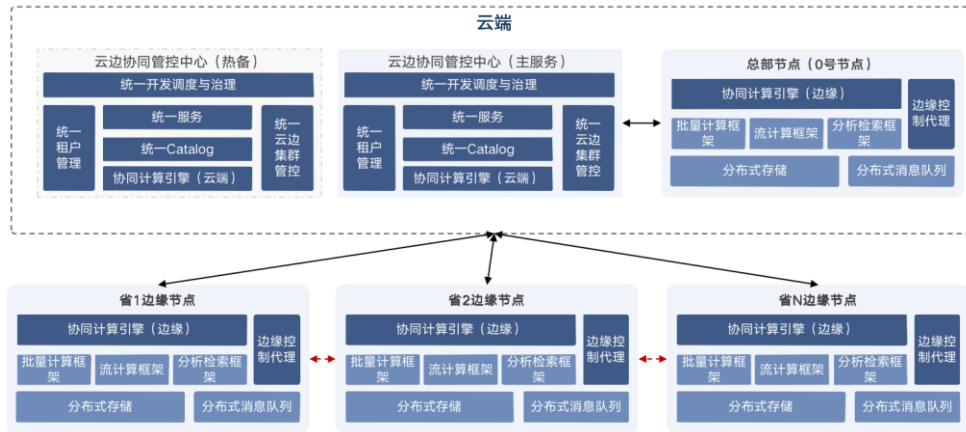 云端
云边协同管控中心（热备）
统一开发调度与治理
统一
租户
管理
统一服务
统一Catalog
协同计算引擎（云端）
统一
云边
集群
管控
云边协同管控中心（主服务）
统一开发调度与治理
统一
租户
管理
统一服务
统一Catalog
协同计算引擎（云端）
统一
云边
集群
管控
总部节点（0号节点）
协同计算引擎（边缘）
边缘控
制代理
批量计算框
架
流计算框架
分析检索框
架
分布式存储
分布式消息队列
省1边缘节点
协同计算引擎（边缘）
边缘控
制代理
批量计算框
架
流计算框架
分析检索框
架
分布式存储
分布式消息队列
省2边缘节点
协同计算引擎（边缘）
边缘控
制代理
批量计算框
架
流计算框架
分析检索框
架
分布式存储
分布式消息队列
省N边缘节点
协同计算引擎（边缘）
边缘控
制代理
批量计算框
架
流计算框架
分析检索框
架
分布式存储
分布式消息队列